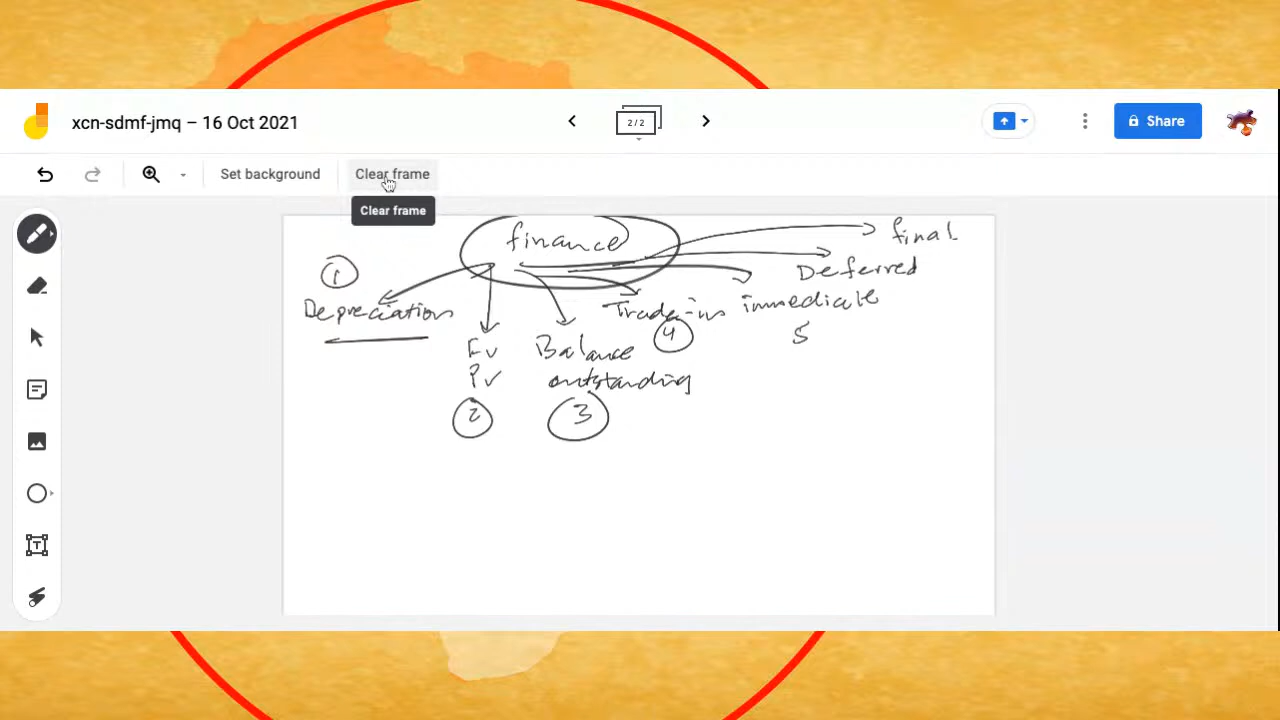 xcn-sdmf-jmq – 16 Oct 2021
2/2
Share
Set background
Clear frame
Clear frame
finance
final
Deferred
1
Depreciation
Trade-in
immediate
4
5
Fv
Pv
Balance
outstanding
2
3
T